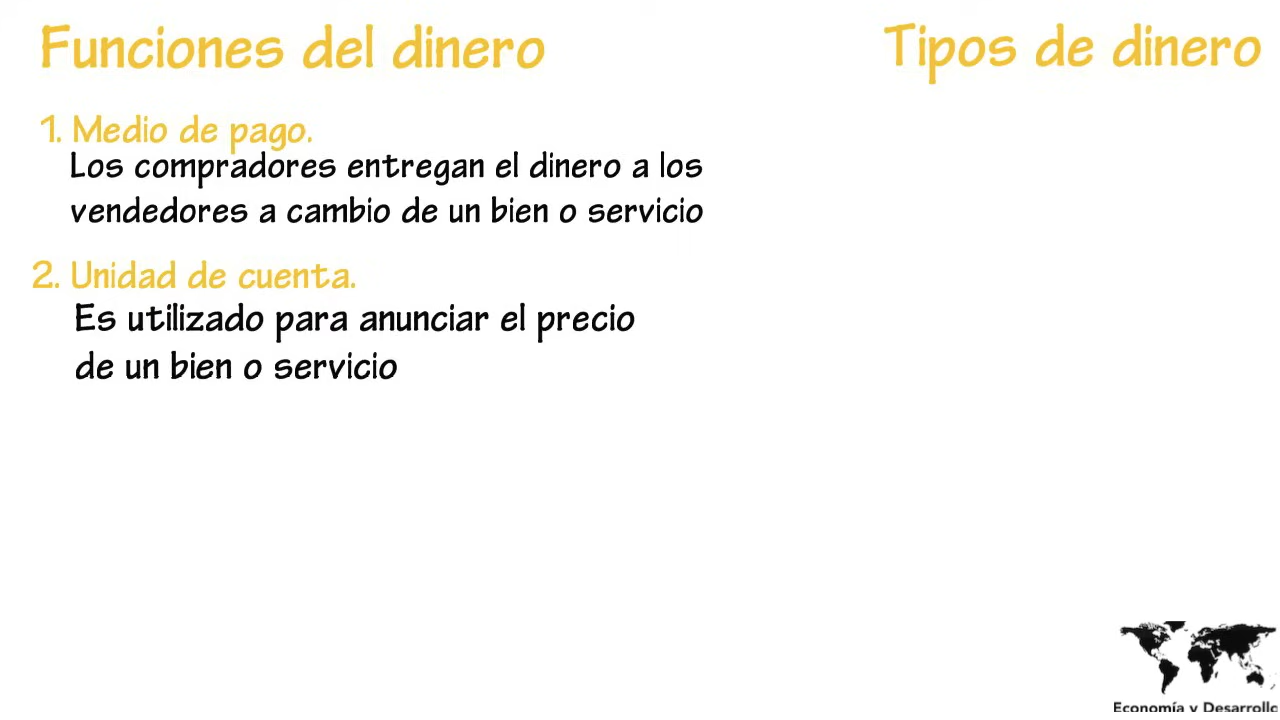 Funciones del dinero
Tipos de dinero
1. Medio de pago.
Los compradores entregan el dinero a los
vendedores a cambio de un bien o servicio
2. Unidad de cuenta.
Es utilizado para anunciar el precio
de un bien o servicio
Economía y Desarrollo